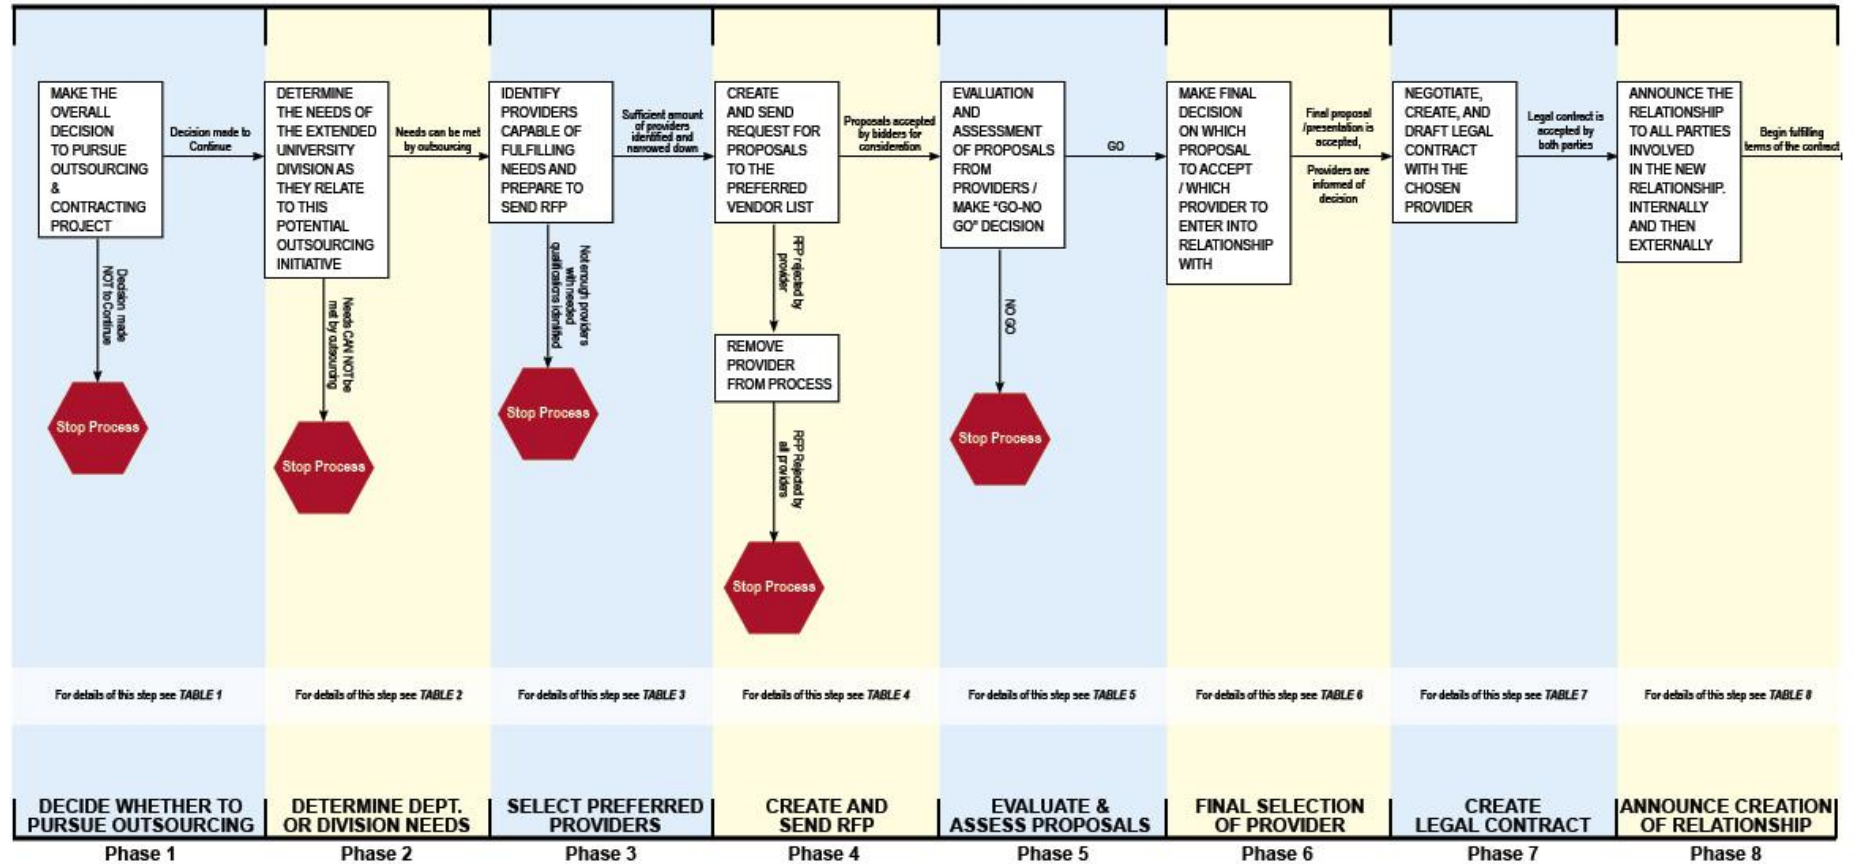 MAKE THE
OVERALL
DECISION
TO PURSUE
OUTSOURCING
&
CONTRACTING
PROJECT
Decision made to
Continue
Decision made
NOT to Continue
Stop Process
DETERMINE
THE NEEDS OF
THE EXTENDED
UNIVERSITY
DIVISION AS
THEY RELATE
TO THIS
POTENTIAL
OUTSOURCING
INITIATIVE
Needs can be met
by outsourcing
Needs CAN NOT be
met by outsourcing
Stop Process
IDENTIFY
PROVIDERS
CAPABLE OF
FULFILLING
NEEDS AND
PREPARE TO
SEND RFP
Sufficient amount
of providers
identified and
narrowed down
Not enough providers
with needed
qualifications identified
Stop Process
CREATE
AND SEND
REQUEST FOR
PROPOSALS
TO THE
PREFERRED
VENDOR LIST
Proposals accepted
by bidders for
consideration
RFP rejected by
provider
REMOVE
PROVIDER
FROM PROCESS
RFP Rejected by
all providers
Stop Process
EVALUATION
AND
ASSESSMENT
OF PROPOSALS
FROM
PROVIDERS /
MAKE "GO-NO
GO" DECISION
GO
NO GO
Stop Process
MAKE FINAL
DECISION
ON WHICH
PROPOSAL
TO ACCEPT
/ WHICH
PROVIDER TO
ENTER INTO
RELATIONSHIP
WITH
Final proposal
/presentation is
accepted,
Providers are
informed of
decision
NEGOTIATE,
CREATE, AND
DRAFT LEGAL
CONTRACT
WITH THE
CHOSEN
PROVIDER
Legal contract is
accepted by
both parties
ANNOUNCE THE
RELATIONSHIP
TO ALL PARTIES
INVOLVED
IN THE NEW
RELATIONSHIP.
INTERNALLY
AND THEN
EXTERNALLY
Begin fulfilling
terms of the contract
For details of this step see TABLE 1
For details of this step see TABLE 2
For details of this step see TABLE 3
For details of this step see TABLE 4
For details of this step see TABLE 5
For details of this step see TABLE 6
For details of this step see TABLE 7
For details of this step see TABLE 8
DECIDE WHETHER TO
PURSUE OUTSOURCING
DETERMINE DEPT.
OR DIVISION NEEDS
SELECT PREFERRED
PROVIDERS
CREATE AND
SEND RFP
EVALUATE &
ASSESS PROPOSALS
FINAL SELECTION
OF PROVIDER
CREATE
LEGAL CONTRACT
ANNOUNCE CREATION
OF RELATIONSHIP
Phase 1
Phase 2
Phase 3
Phase 4
Phase 5
Phase 6
Phase 7
Phase 8